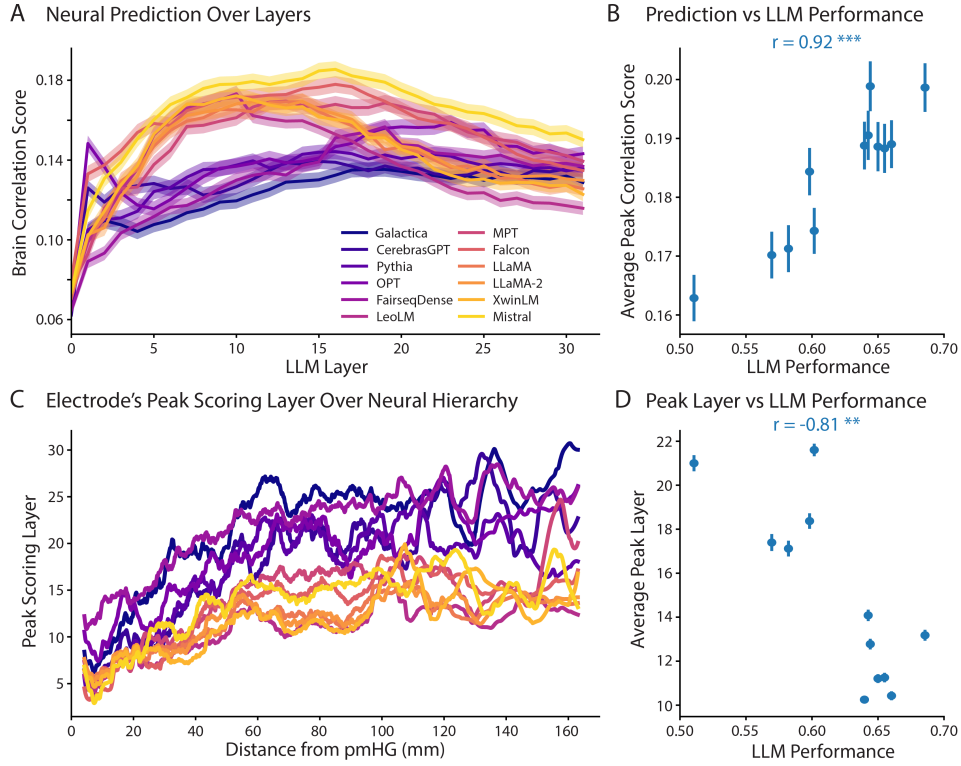 A Neural Prediction Over Layers
Brain Correlation Score
0.18
0.14
0.10
0.06
0 5 10 15 20 25 30
LLM Layer
Galactica
CerebrasGPT
Pythia
OPT
FairseqDense
LeoLM
MPT
Falcon
LLaMA
LLaMA-2
XwinLM
Mistral
B Prediction vs LLM Performance
r = 0.92 ***
Average Peak Correlation Score
0.20
0.19
0.18
0.17
0.16
0.50 0.55 0.60 0.65 0.70
LLM Performance
C Electrode's Peak Scoring Layer Over Neural Hierarchy
Peak Scoring Layer
30
25
20
15
10
5
0 20 40 60 80 100 120 140 160
Distance from pmHG (mm)
D Peak Layer vs LLM Performance
r = -0.81 **
Average Peak Layer
22
20
18
16
14
12
10
0.50 0.55 0.60 0.65 0.70
LLM Performance